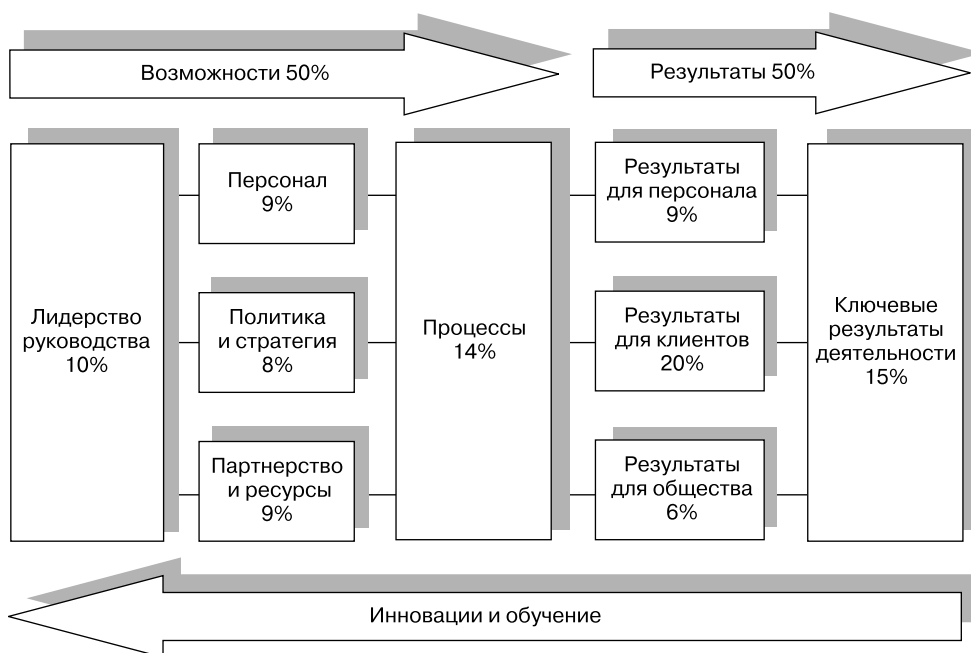 Возможности 50%
Результаты 50%
Лидерство
руководства
10%
Персонал
9%
Политика
и стратегия
8%
Партнерство
и ресурсы
9%
Процессы
14%
Результаты
для персонала
9%
Результаты
для клиентов
20%
Результаты
для общества
6%
Ключевые
результаты
деятельности
15%
Инновации и обучение